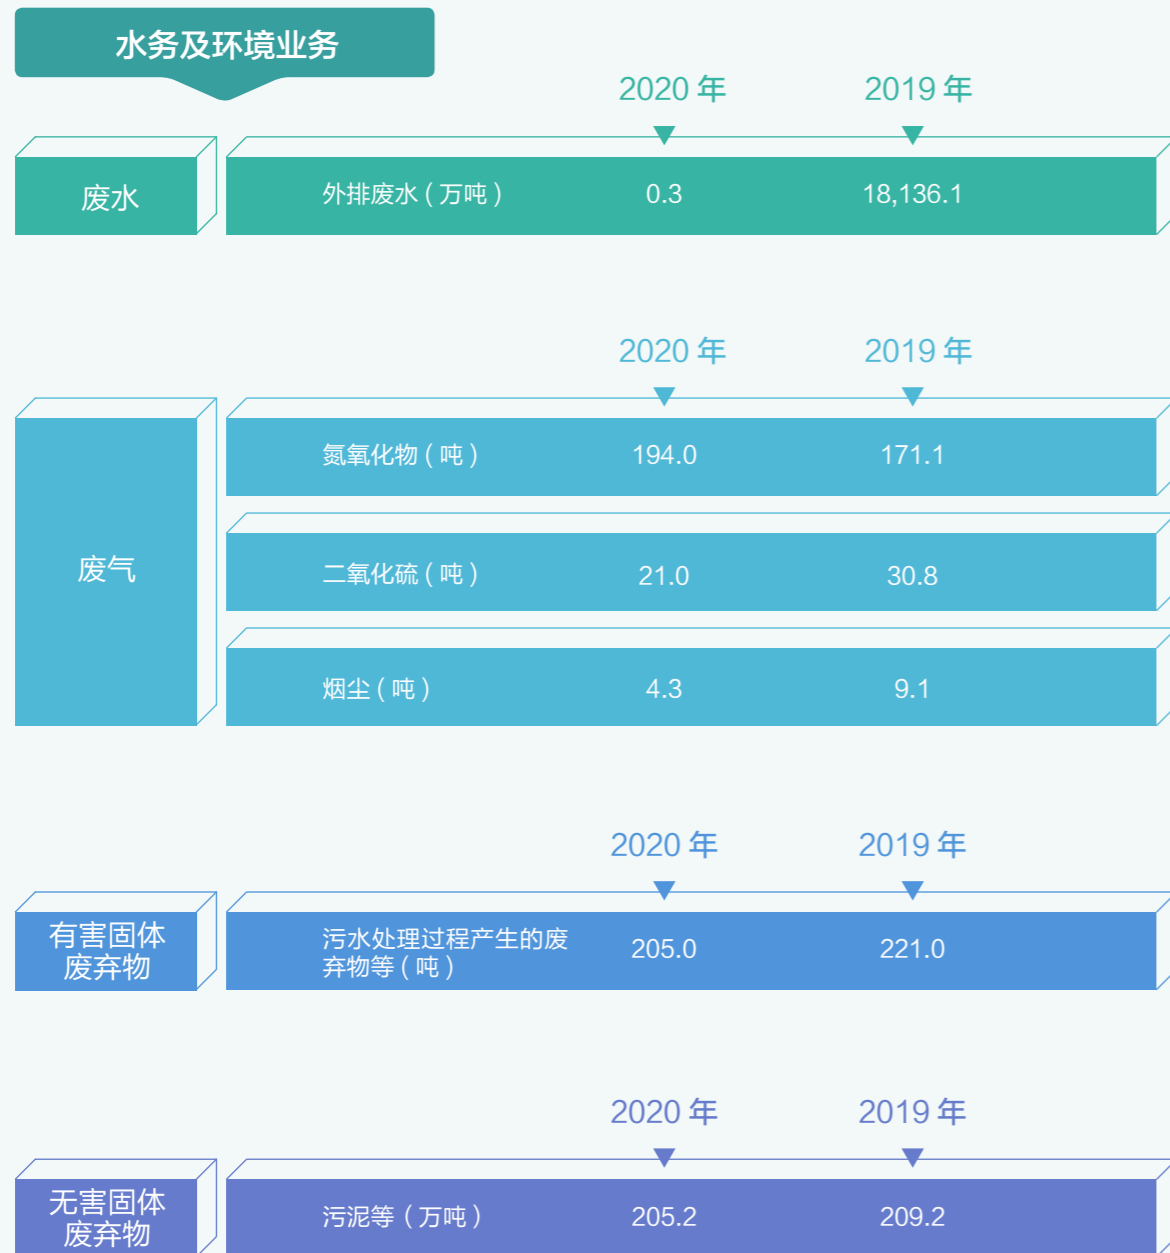 水务及环境业务
2020 年 2019 年
废水 外排废水 ( 万吨 ) 0.3 18,136.1
2020 年 2019 年
氮氧化物 ( 吨 ) 194.0 171.1
废气 二氧化硫 ( 吨 ) 21.0 30.8
烟尘 ( 吨 ) 4.3 9.1
2020 年 2019 年
有害固体
废弃物
污水处理过程产生的废
弃物等 ( 吨 )
205.0 221.0
2020 年 2019 年
无害固体
废弃物
污泥等 ( 万吨 ) 205.2 209.2